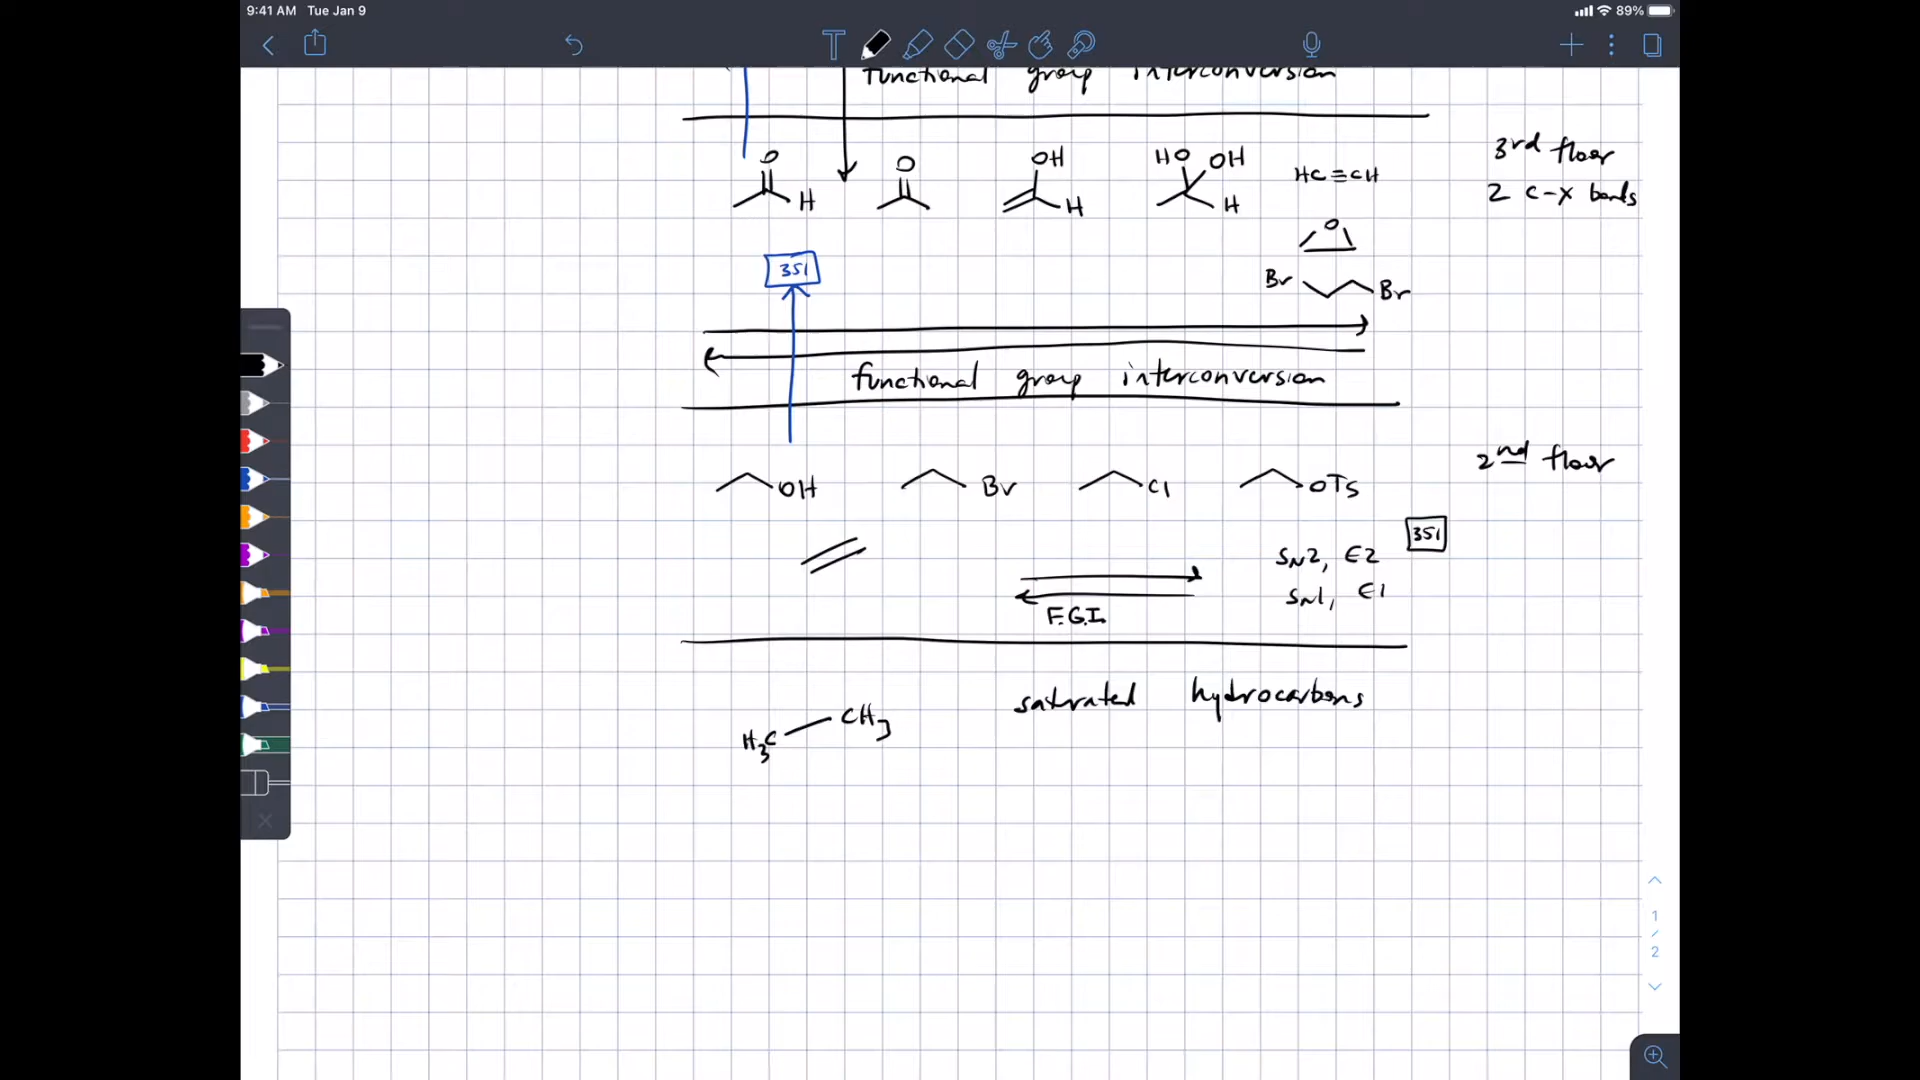 9:41 AM Tue Jan 9
89%
T
functional group interconversion
O H
O
OH H
HO OH H
HC≡CH
3rd floor
2 C-X bonds
O
351
Br Br
functional group interconversion
2nd floor
OH
Br
Cl
OTs
351
SN2, E2
SN1, E1
F.G.I.
saturated hydrocarbons
H3C CH3
1
/
2